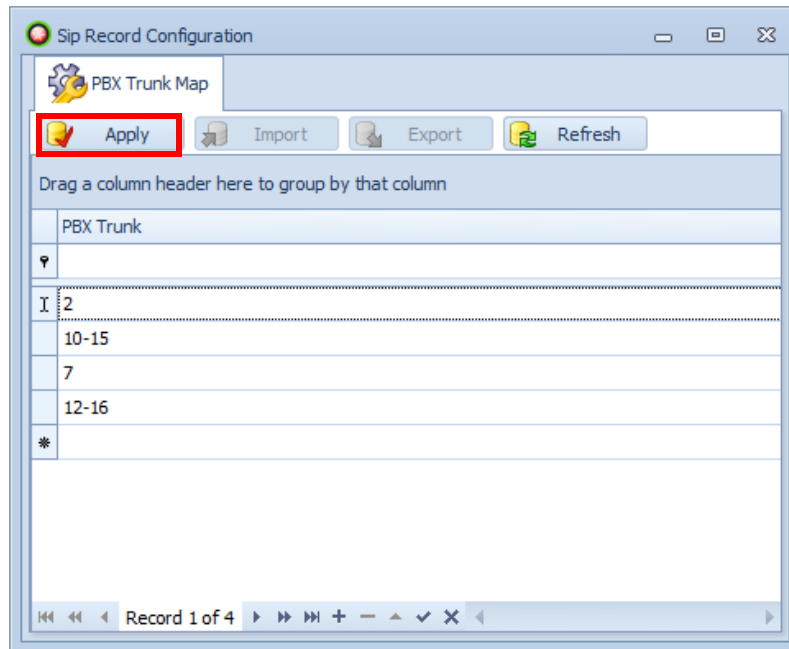 Sip Record Configuration
PBX Trunk Map
Apply Import Export Refresh
Drag a column header here to group by that column
PBX Trunk
2
10-15
7
12-16
Record 1 of 4